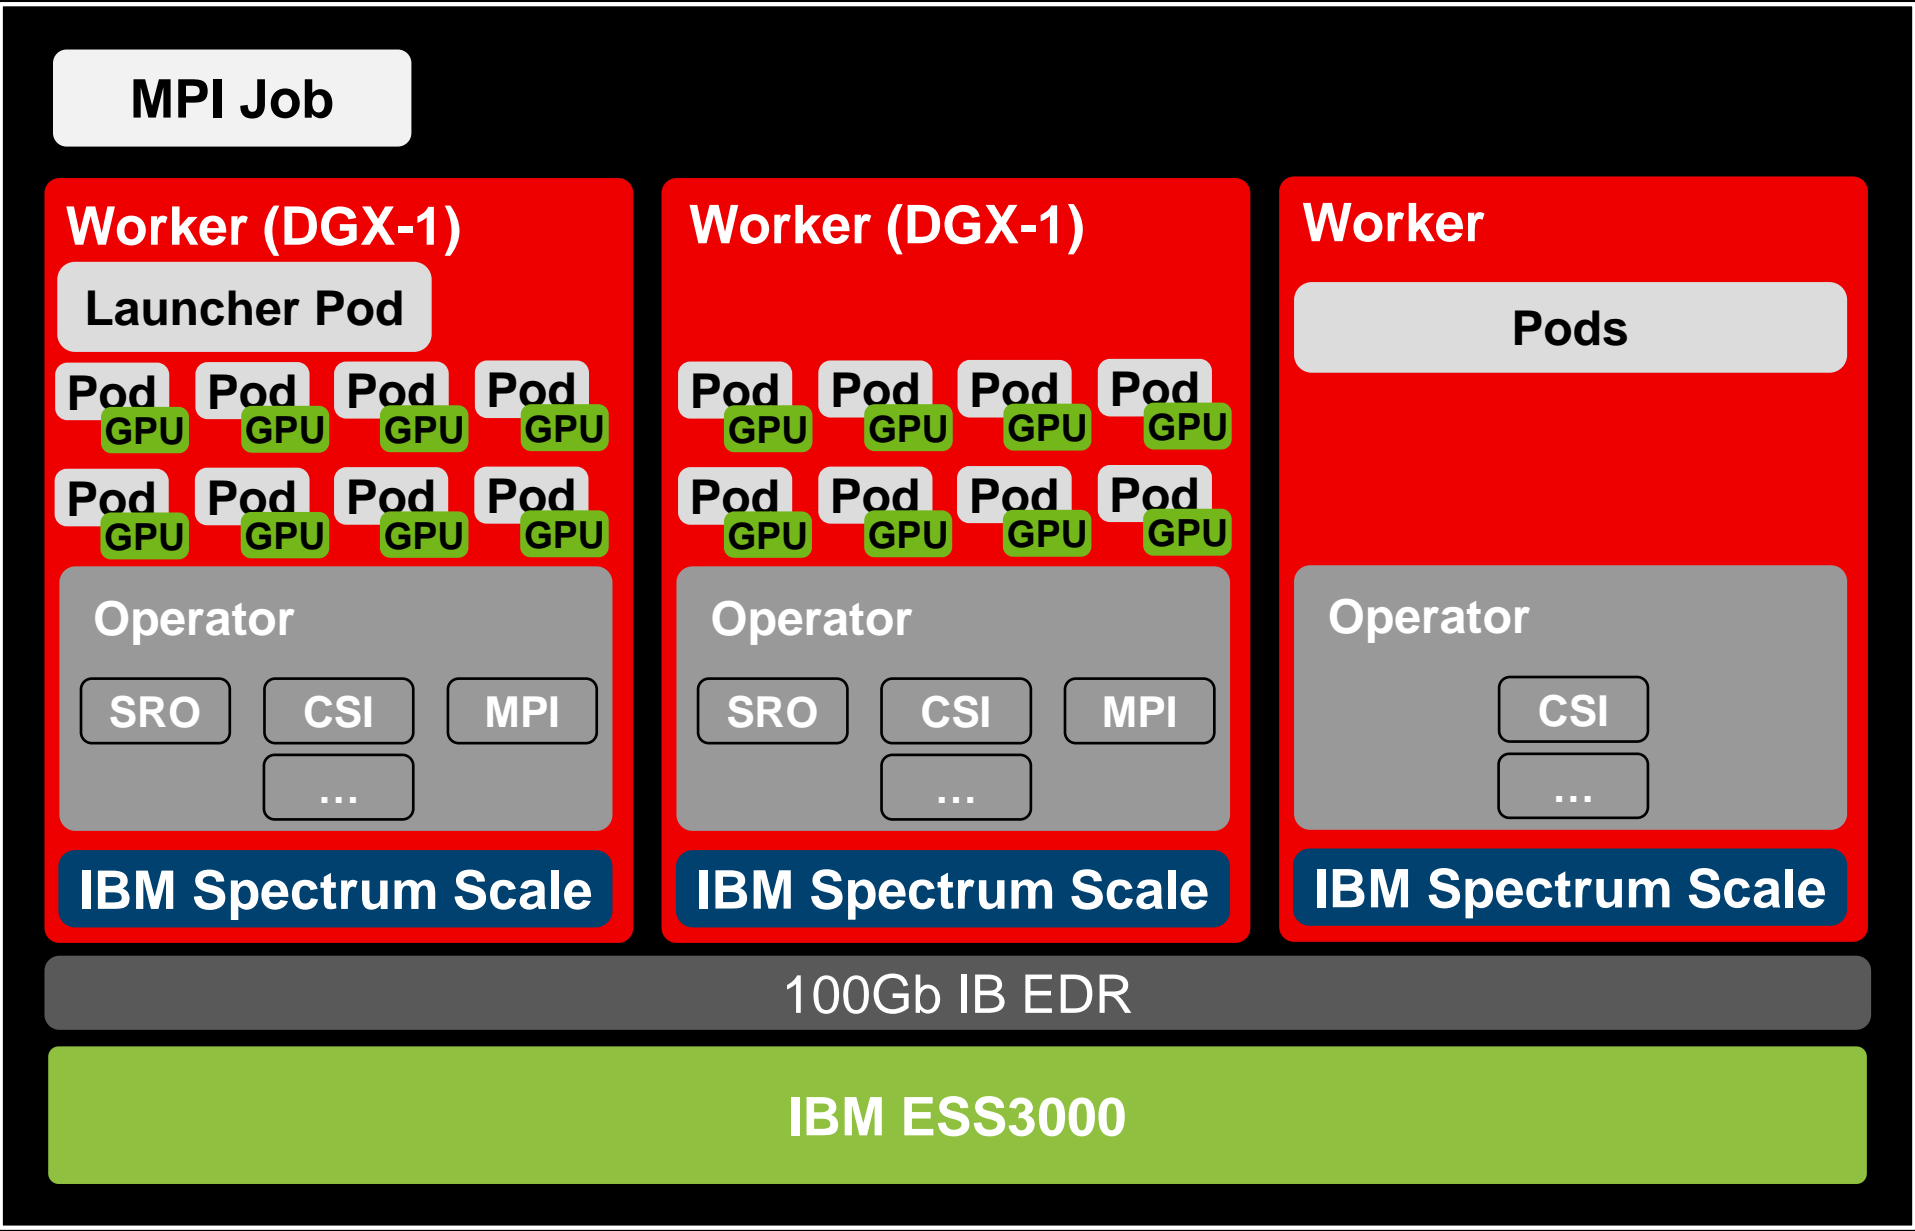 MPI Job
Worker (DGX-1)
Launcher Pod
Pod Pod Pod Pod
GPU GPU GPU GPU
Pod Pod Pod Pod
GPU GPU GPU GPU
Operator
SRO CSI MPI
...
IBM Spectrum Scale
Worker (DGX-1)
Pod Pod Pod Pod
GPU GPU GPU GPU
Pod Pod Pod Pod
GPU GPU GPU GPU
Operator
SRO CSI MPI
...
IBM Spectrum Scale
Worker
Pods
Operator
CSI
...
IBM Spectrum Scale
100Gb IB EDR
IBM ESS3000